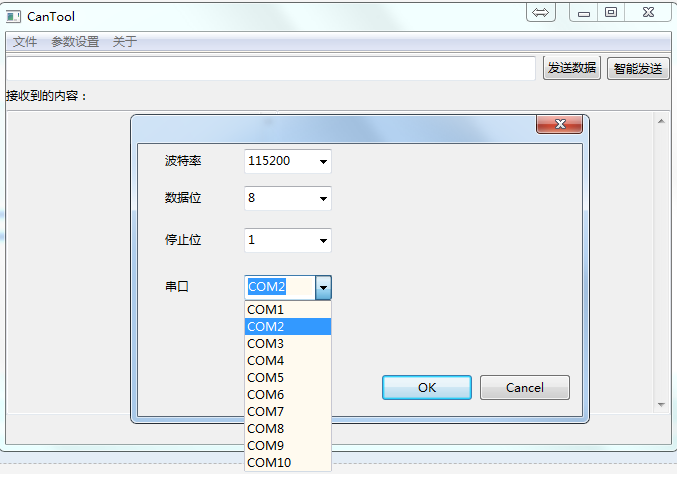 CanTool
文件 参数设置 关于
发送数据 智能发送
接收到的内容：
波特率 115200
数据位 8
停止位 1
串口 COM2
COM1
COM2
COM3
COM4
COM5
COM6
COM7
COM8
COM9
COM10
OK Cancel